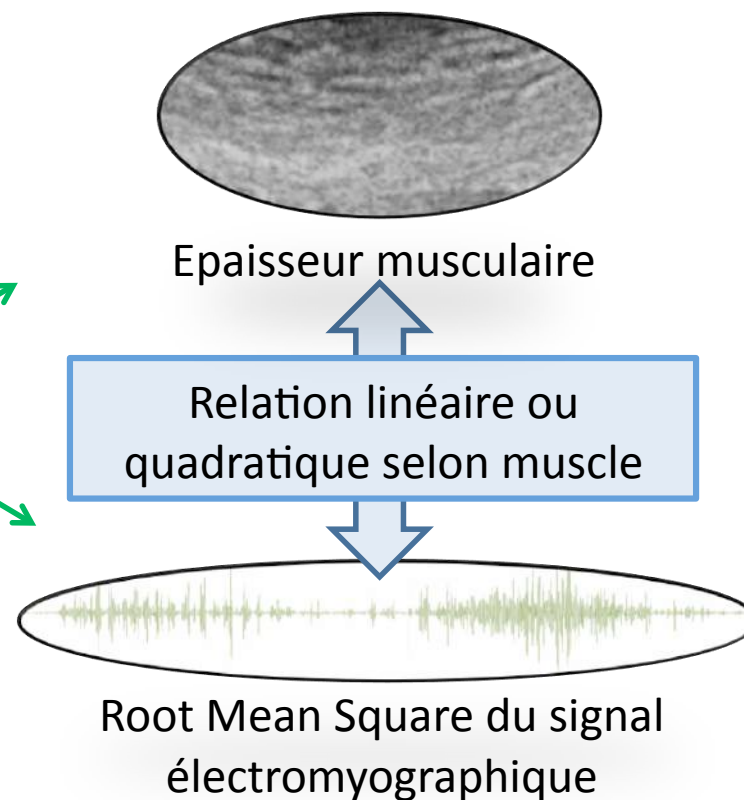 Epaisseur musculaire
Relation linéaire ou
quadratique selon muscle
Root Mean Square du signal
électromyographique